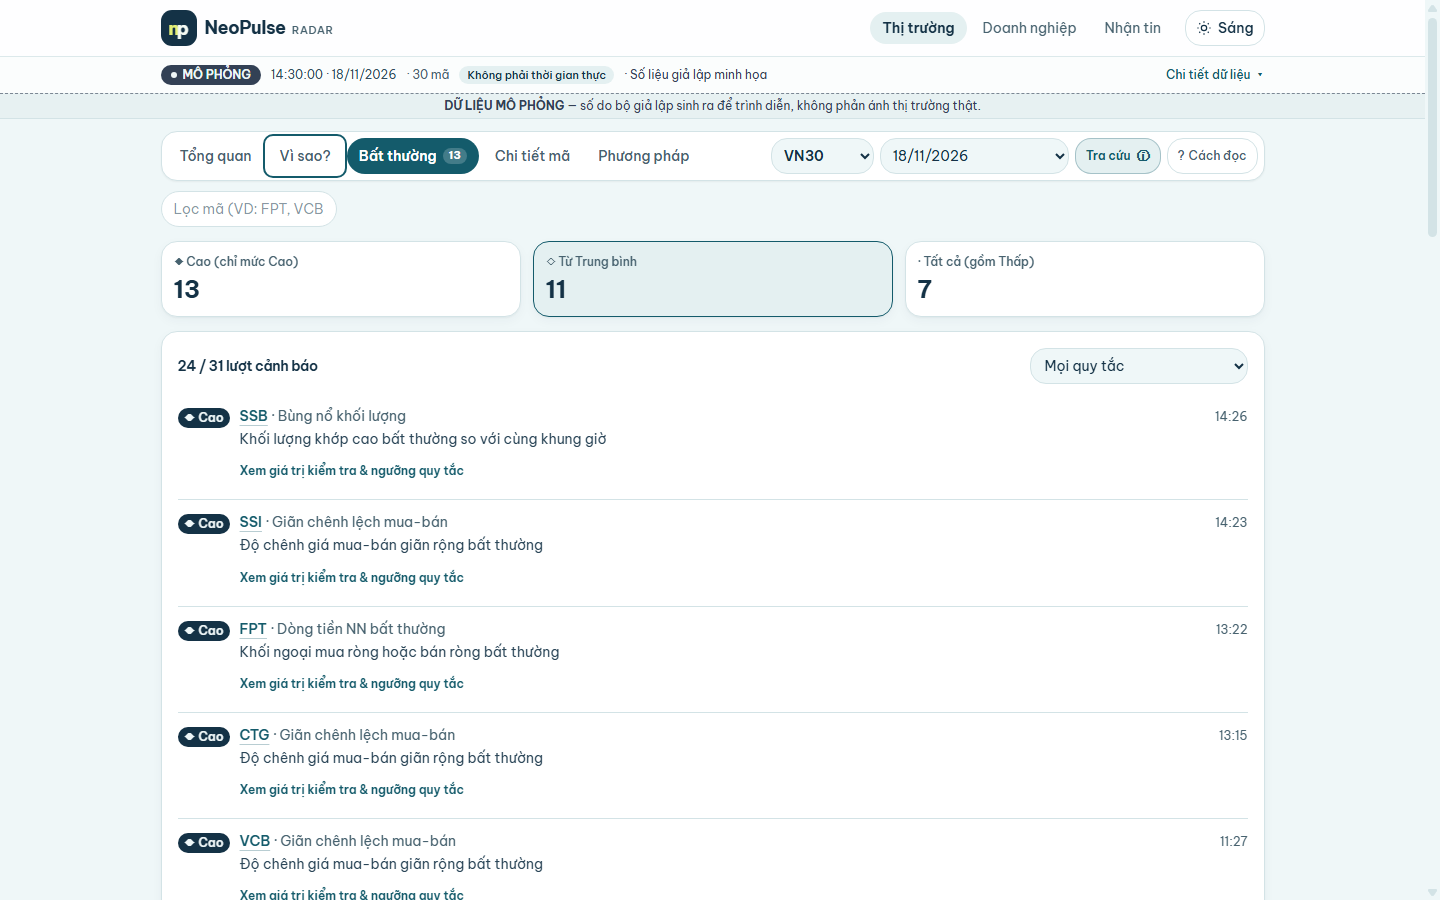 np NeoPulse RADAR Thị trường Doanh nghiệp Nhận tin Sáng
MÔ PHỎNG 14:30:00 · 18/11/2026 · 30 mã Không phải thời gian thực · Số liệu giả lập minh họa Chi tiết dữ liệu
DỮ LIỆU MÔ PHỎNG — số do bộ giả lập sinh ra để trình diễn, không phản ánh thị trường thật.
Tổng quan Vì sao? Bất thường 13 Chi tiết mã Phương pháp VN30 18/11/2026 Tra cứu ⓘ ? Cách đọc
Lọc mã (VD: FPT, VCB
◆ Cao (chỉ mức Cao)
13
◇ Từ Trung bình
11
· Tất cả (gồm Thấp)
7
24 / 31 lượt cảnh báo Mọi quy tắc
◆ Cao SSB · Bùng nổ khối lượng 14:26
Khối lượng khớp cao bất thường so với cùng khung giờ
Xem giá trị kiểm tra & ngưỡng quy tắc
◆ Cao SSI · Giãn chênh lệch mua-bán 14:23
Độ chênh giá mua-bán giãn rộng bất thường
Xem giá trị kiểm tra & ngưỡng quy tắc
◆ Cao FPT · Dòng tiền NN bất thường 13:22
Khối ngoại mua ròng hoặc bán ròng bất thường
Xem giá trị kiểm tra & ngưỡng quy tắc
◆ Cao CTG · Giãn chênh lệch mua-bán 13:15
Độ chênh giá mua-bán giãn rộng bất thường
Xem giá trị kiểm tra & ngưỡng quy tắc
◆ Cao VCB · Giãn chênh lệch mua-bán 11:27
Độ chênh giá mua-bán giãn rộng bất thường
Xem giá trị kiểm tra & ngưỡng quy tắc